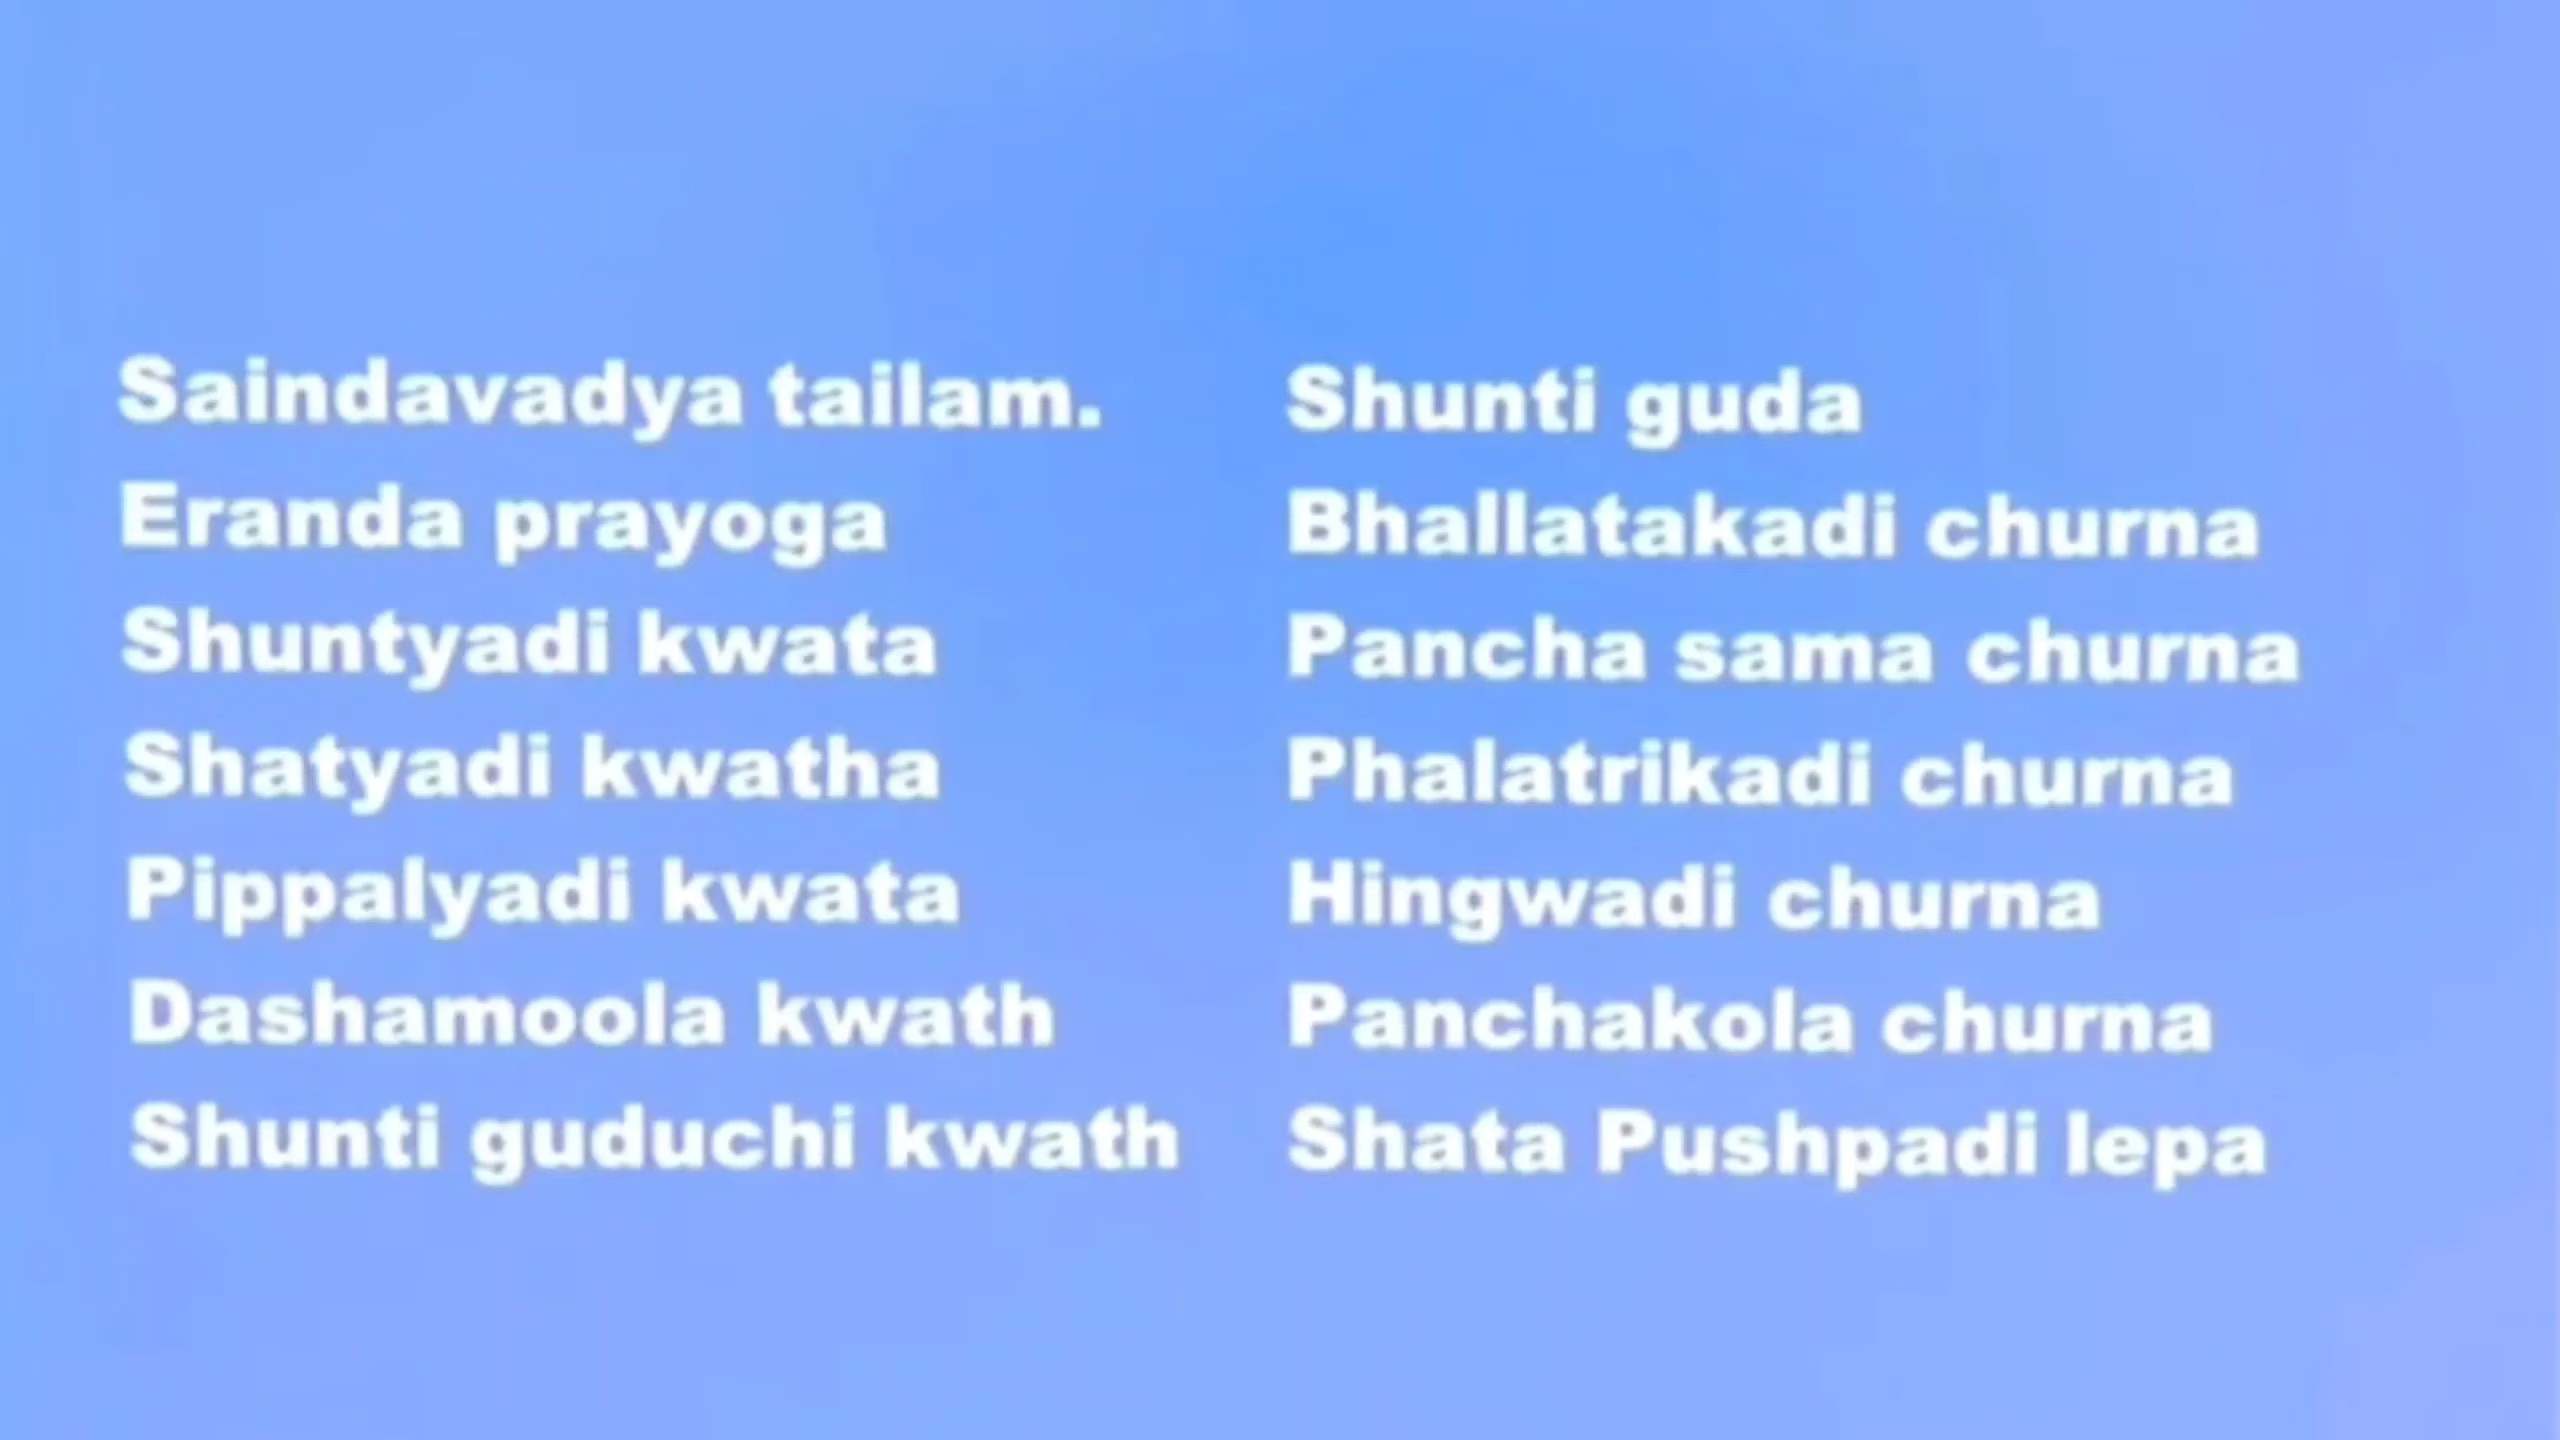 Saindavadya tailam.
Eranda prayoga
Shuntyadi kwata
Shatyadi kwatha
Pippalyadi kwata
Dashamoola kwath
Shunti guduchi kwath
Shunti guda
Bhallatakadi churna
Pancha sama churna
Phalatrikadi churna
Hingwadi churna
Panchakola churna
Shata Pushpadi lepa